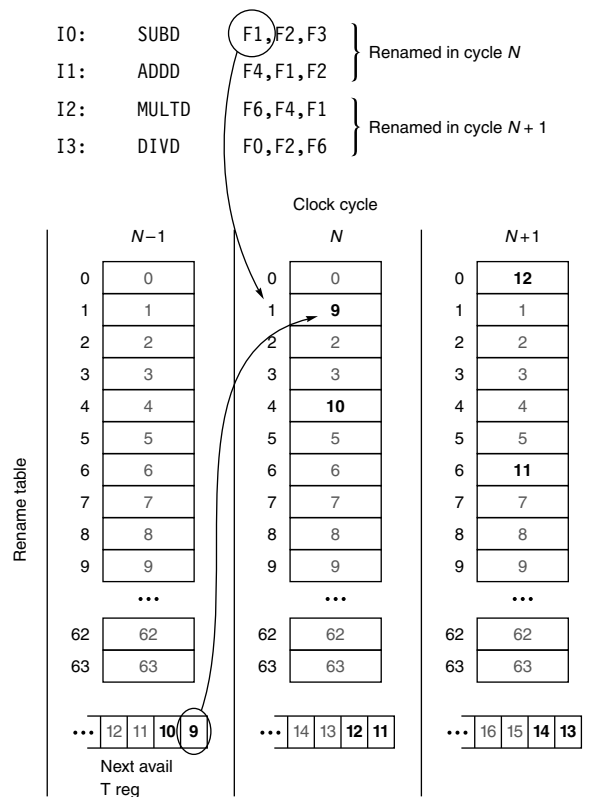 I0: SUBD F1,F2,F3
Renamed in cycle N
I1: ADDD F4,F1,F2
I2: MULTD F6,F4,F1
Renamed in cycle N + 1
I3: DIVD F0,F2,F6
Clock cycle
N–1 N N+1
0 0 0 0 0 12
1 1 1 9 1 1
2 2 2 2 2 2
3 3 3 3 3 3
4 4 4 10 4 4
5 5 5 5 5 5
6 6 6 6 6 11
7 7 7 7 7 7
8 8 8 8 8 8
9 9 9 9 9 9
••• ••• •••
62 62 62 62 62 62
63 63 63 63 63 63
••• 12 11 10 9 ••• 14 13 12 11 ••• 16 15 14 13
Next avail
T reg
Rename table